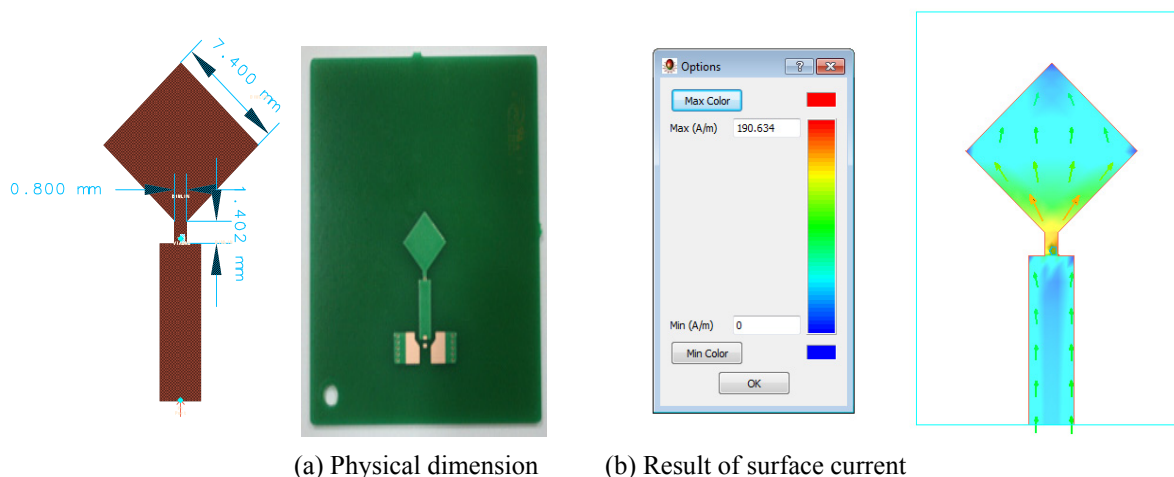 7.400 mm
0.800 mm
1.402 mm
Options
Max Color
Max (A/m) 190.634
Min (A/m) 0
Min Color
OK
(a) Physical dimension (b) Result of surface current